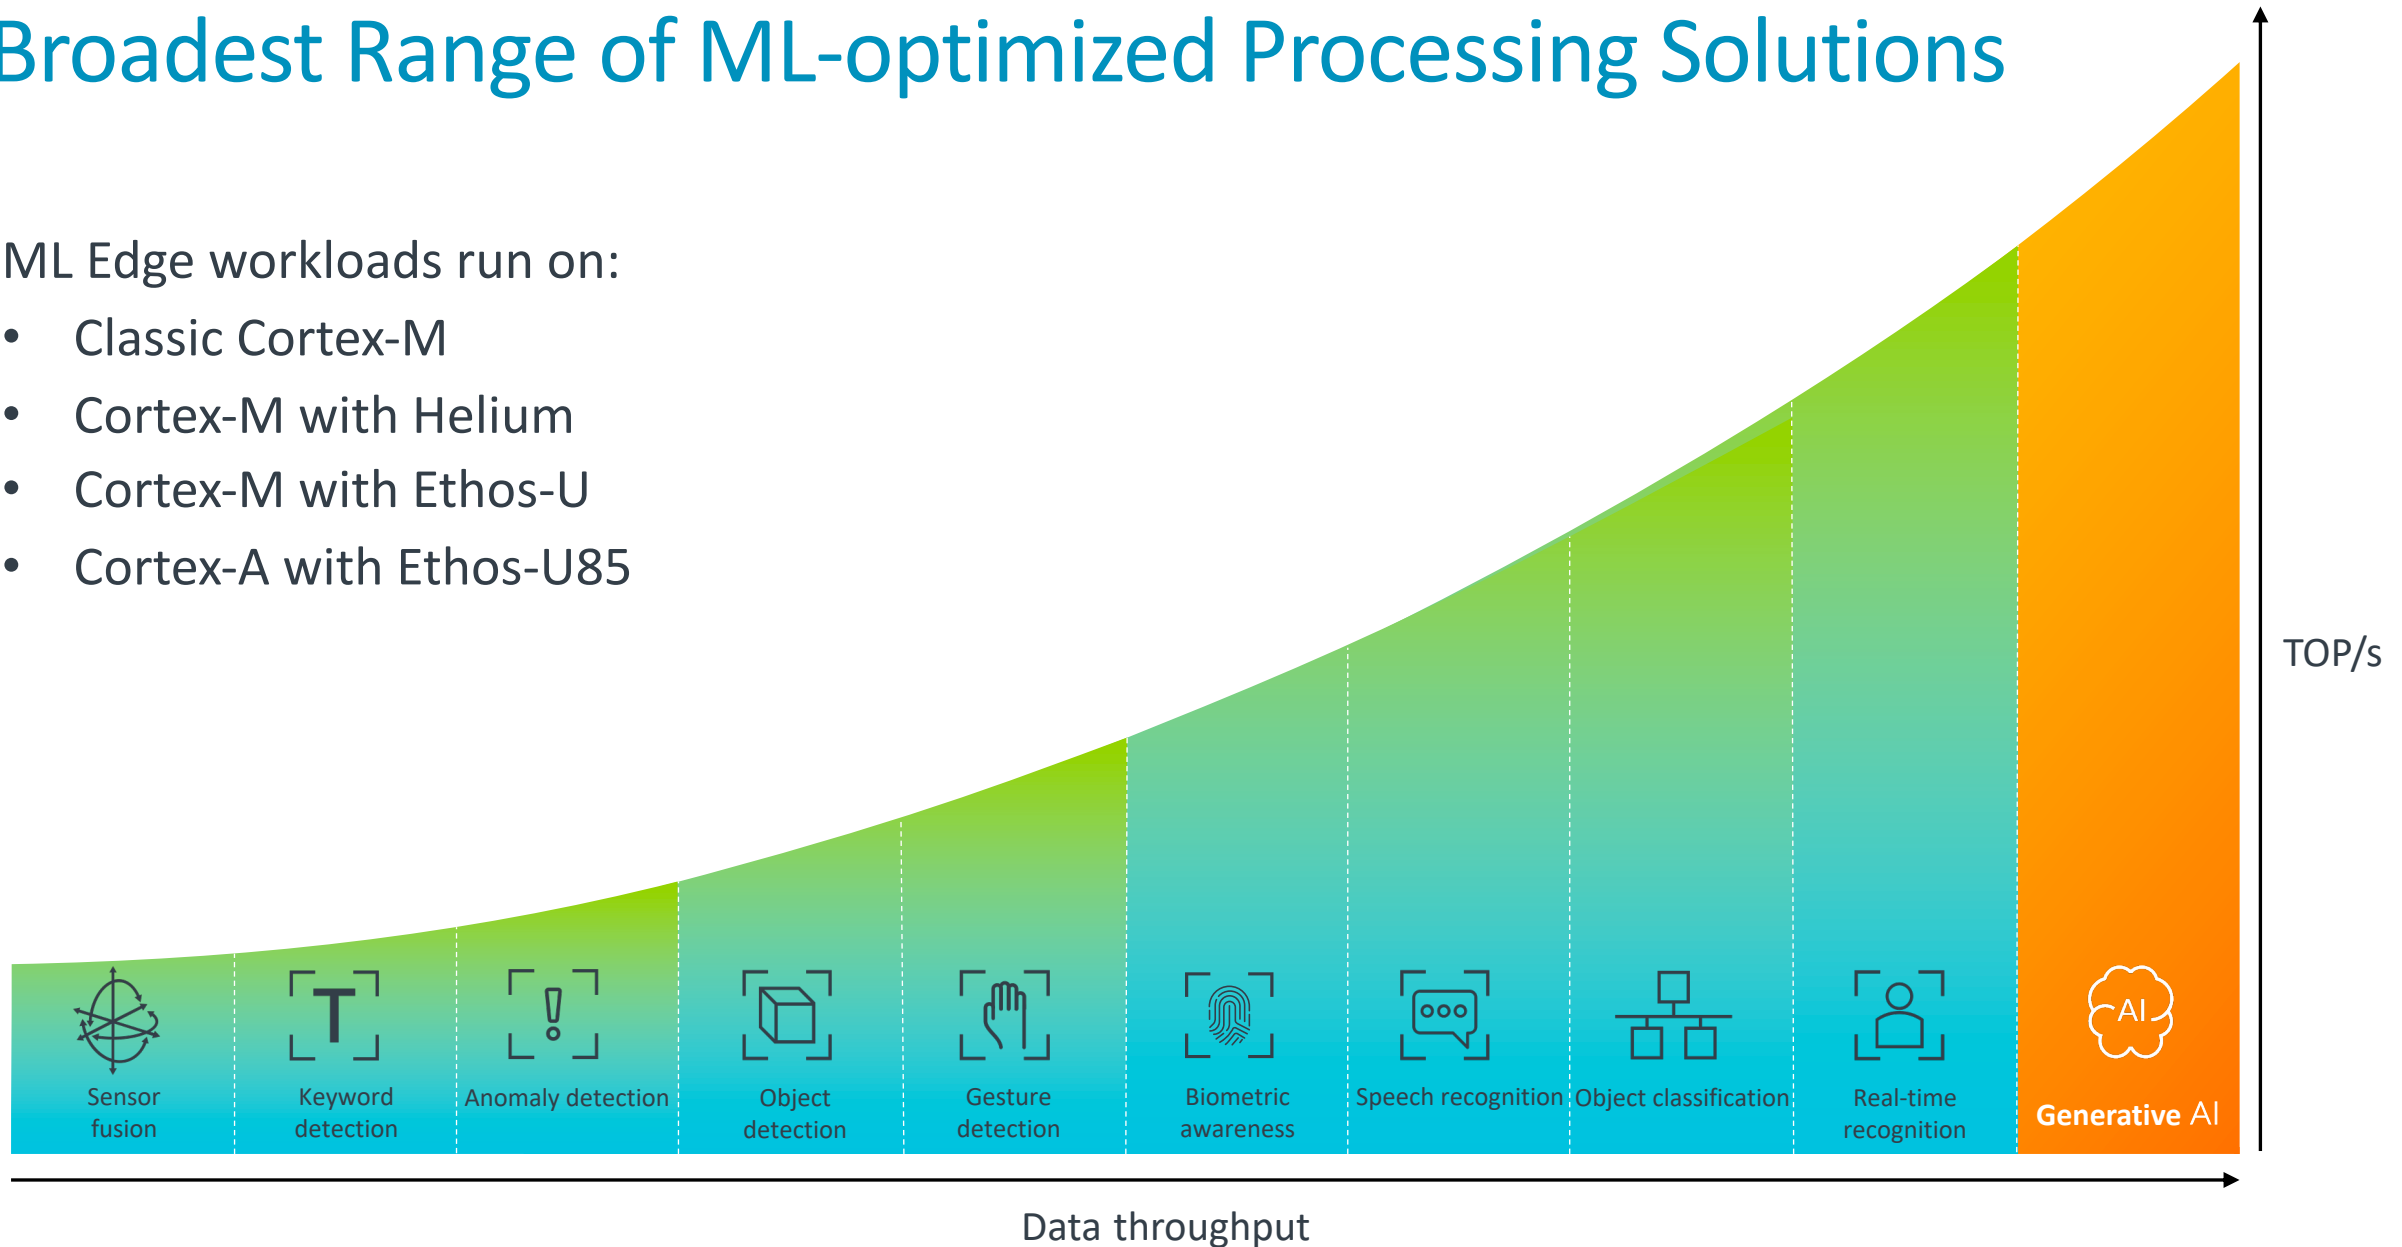 Broadest Range of ML-optimized Processing Solutions
ML Edge workloads run on:
• Classic Cortex-M
• Cortex-M with Helium
• Cortex-M with Ethos-U
• Cortex-A with Ethos-U85
TOP/s
T
AI
Sensor
fusion
Keyword
detection
Anomaly detection
Object
detection
Gesture
detection
Biometric
awareness
Speech recognition
Object classification
Real-time
recognition
Generative AI
Data throughput